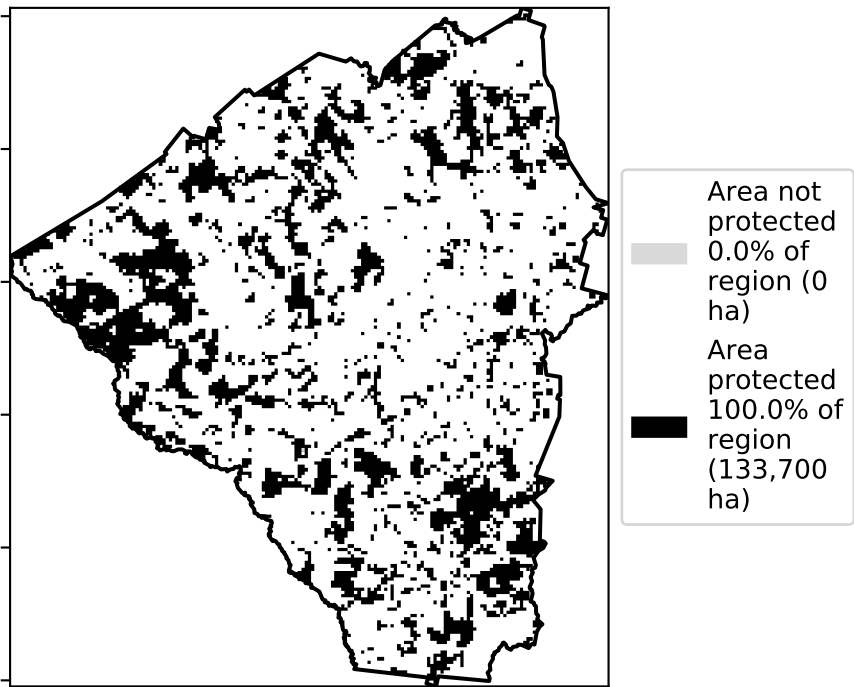 Area not
protected
0.0% of
region (0
ha)
Area
protected
100.0% of
region
(133,700
ha)